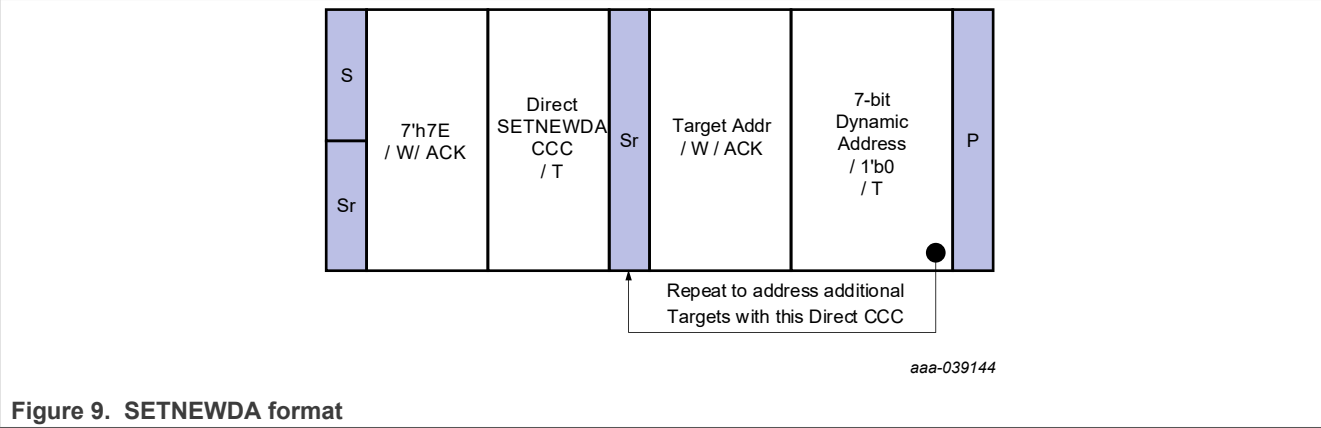 S
Sr
7'h7E
/ W/ ACK
Direct
SETNEWDA
CCC
/ T
Sr
Target Addr
/ W / ACK
7-bit
Dynamic
Address
/ 1'b0
/ T
P
Repeat to address additional
Targets with this Direct CCC
aaa-039144
Figure 9. SETNEWDA format